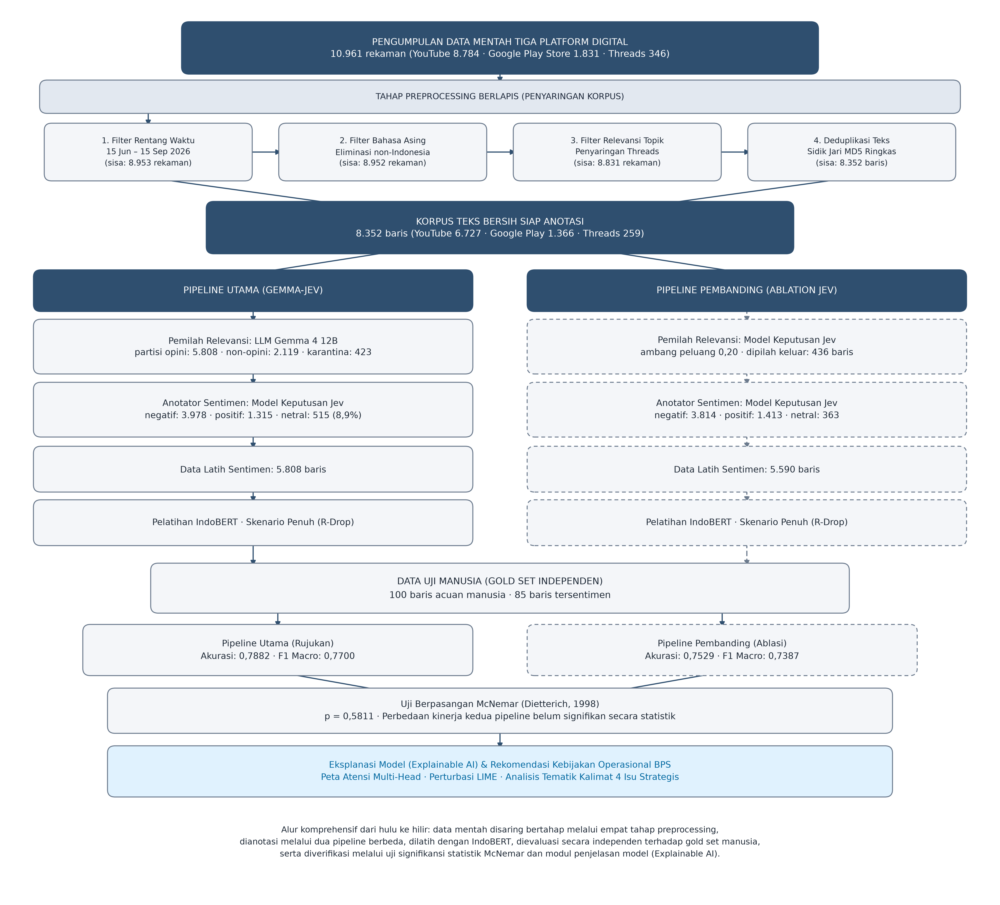 PENGUMPULAN DATA MENTAH TIGA PLATFORM DIGITAL
10.961 rekaman (YouTube 8.784 · Google Play Store 1.831 · Threads 346)
TAHAP PREPROCESSING BERLAPIS (PENYARINGAN KORPUS)
1. Filter Rentang Waktu
15 Jun – 15 Sep 2026
(sisa: 8.953 rekaman)
2. Filter Bahasa Asing
Eliminasi non-Indonesia
(sisa: 8.952 rekaman)
3. Filter Relevansi Topik
Penyaringan Threads
(sisa: 8.831 rekaman)
4. Deduplikasi Teks
Sidik Jari MD5 Ringkas
(sisa: 8.352 baris)
KORPUS TEKS BERSIH SIAP ANOTASI
8.352 baris (YouTube 6.727 · Google Play 1.366 · Threads 259)
PIPELINE UTAMA (GEMMA-JEV)
Pemilah Relevansi: LLM Gemma 4 12B
partisi opini: 5.808 · non-opini: 2.119 · karantina: 423
Anotator Sentimen: Model Keputusan Jev
negatif: 3.978 · positif: 1.315 · netral: 515 (8,9%)
Data Latih Sentimen: 5.808 baris
Pelatihan IndoBERT · Skenario Penuh (R-Drop)
PIPELINE PEMBANDING (ABLATION JEV)
Pemilah Relevansi: Model Keputusan Jev
ambang peluang 0,20 · dipilah keluar: 436 baris
Anotator Sentimen: Model Keputusan Jev
negatif: 3.814 · positif: 1.413 · netral: 363
Data Latih Sentimen: 5.590 baris
Pelatihan IndoBERT · Skenario Penuh (R-Drop)
DATA UJI MANUSIA (GOLD SET INDEPENDEN)
100 baris acuan manusia · 85 baris tersentimen
Pipeline Utama (Rujukan)
Akurasi: 0,7882 · F1 Macro: 0,7700
Pipeline Pembanding (Ablasi)
Akurasi: 0,7529 · F1 Macro: 0,7387
Uji Berpasangan McNemar (Dietterich, 1998)
p = 0,5811 · Perbedaan kinerja kedua pipeline belum signifikan secara statistik
Eksplanasi Model (Explainable AI) & Rekomendasi Kebijakan Operasional BPS
Peta Atensi Multi-Head · Perturbasi LIME · Analisis Tematik Kalimat 4 Isu Strategis
Alur komprehensif dari hulu ke hilir: data mentah disaring bertahap melalui empat tahap preprocessing,
dianotasi melalui dua pipeline berbeda, dilatih dengan IndoBERT, dievaluasi secara independen terhadap gold set manusia,
serta diverifikasi melalui uji signifikansi statistik McNemar dan modul penjelasan model (Explainable AI).